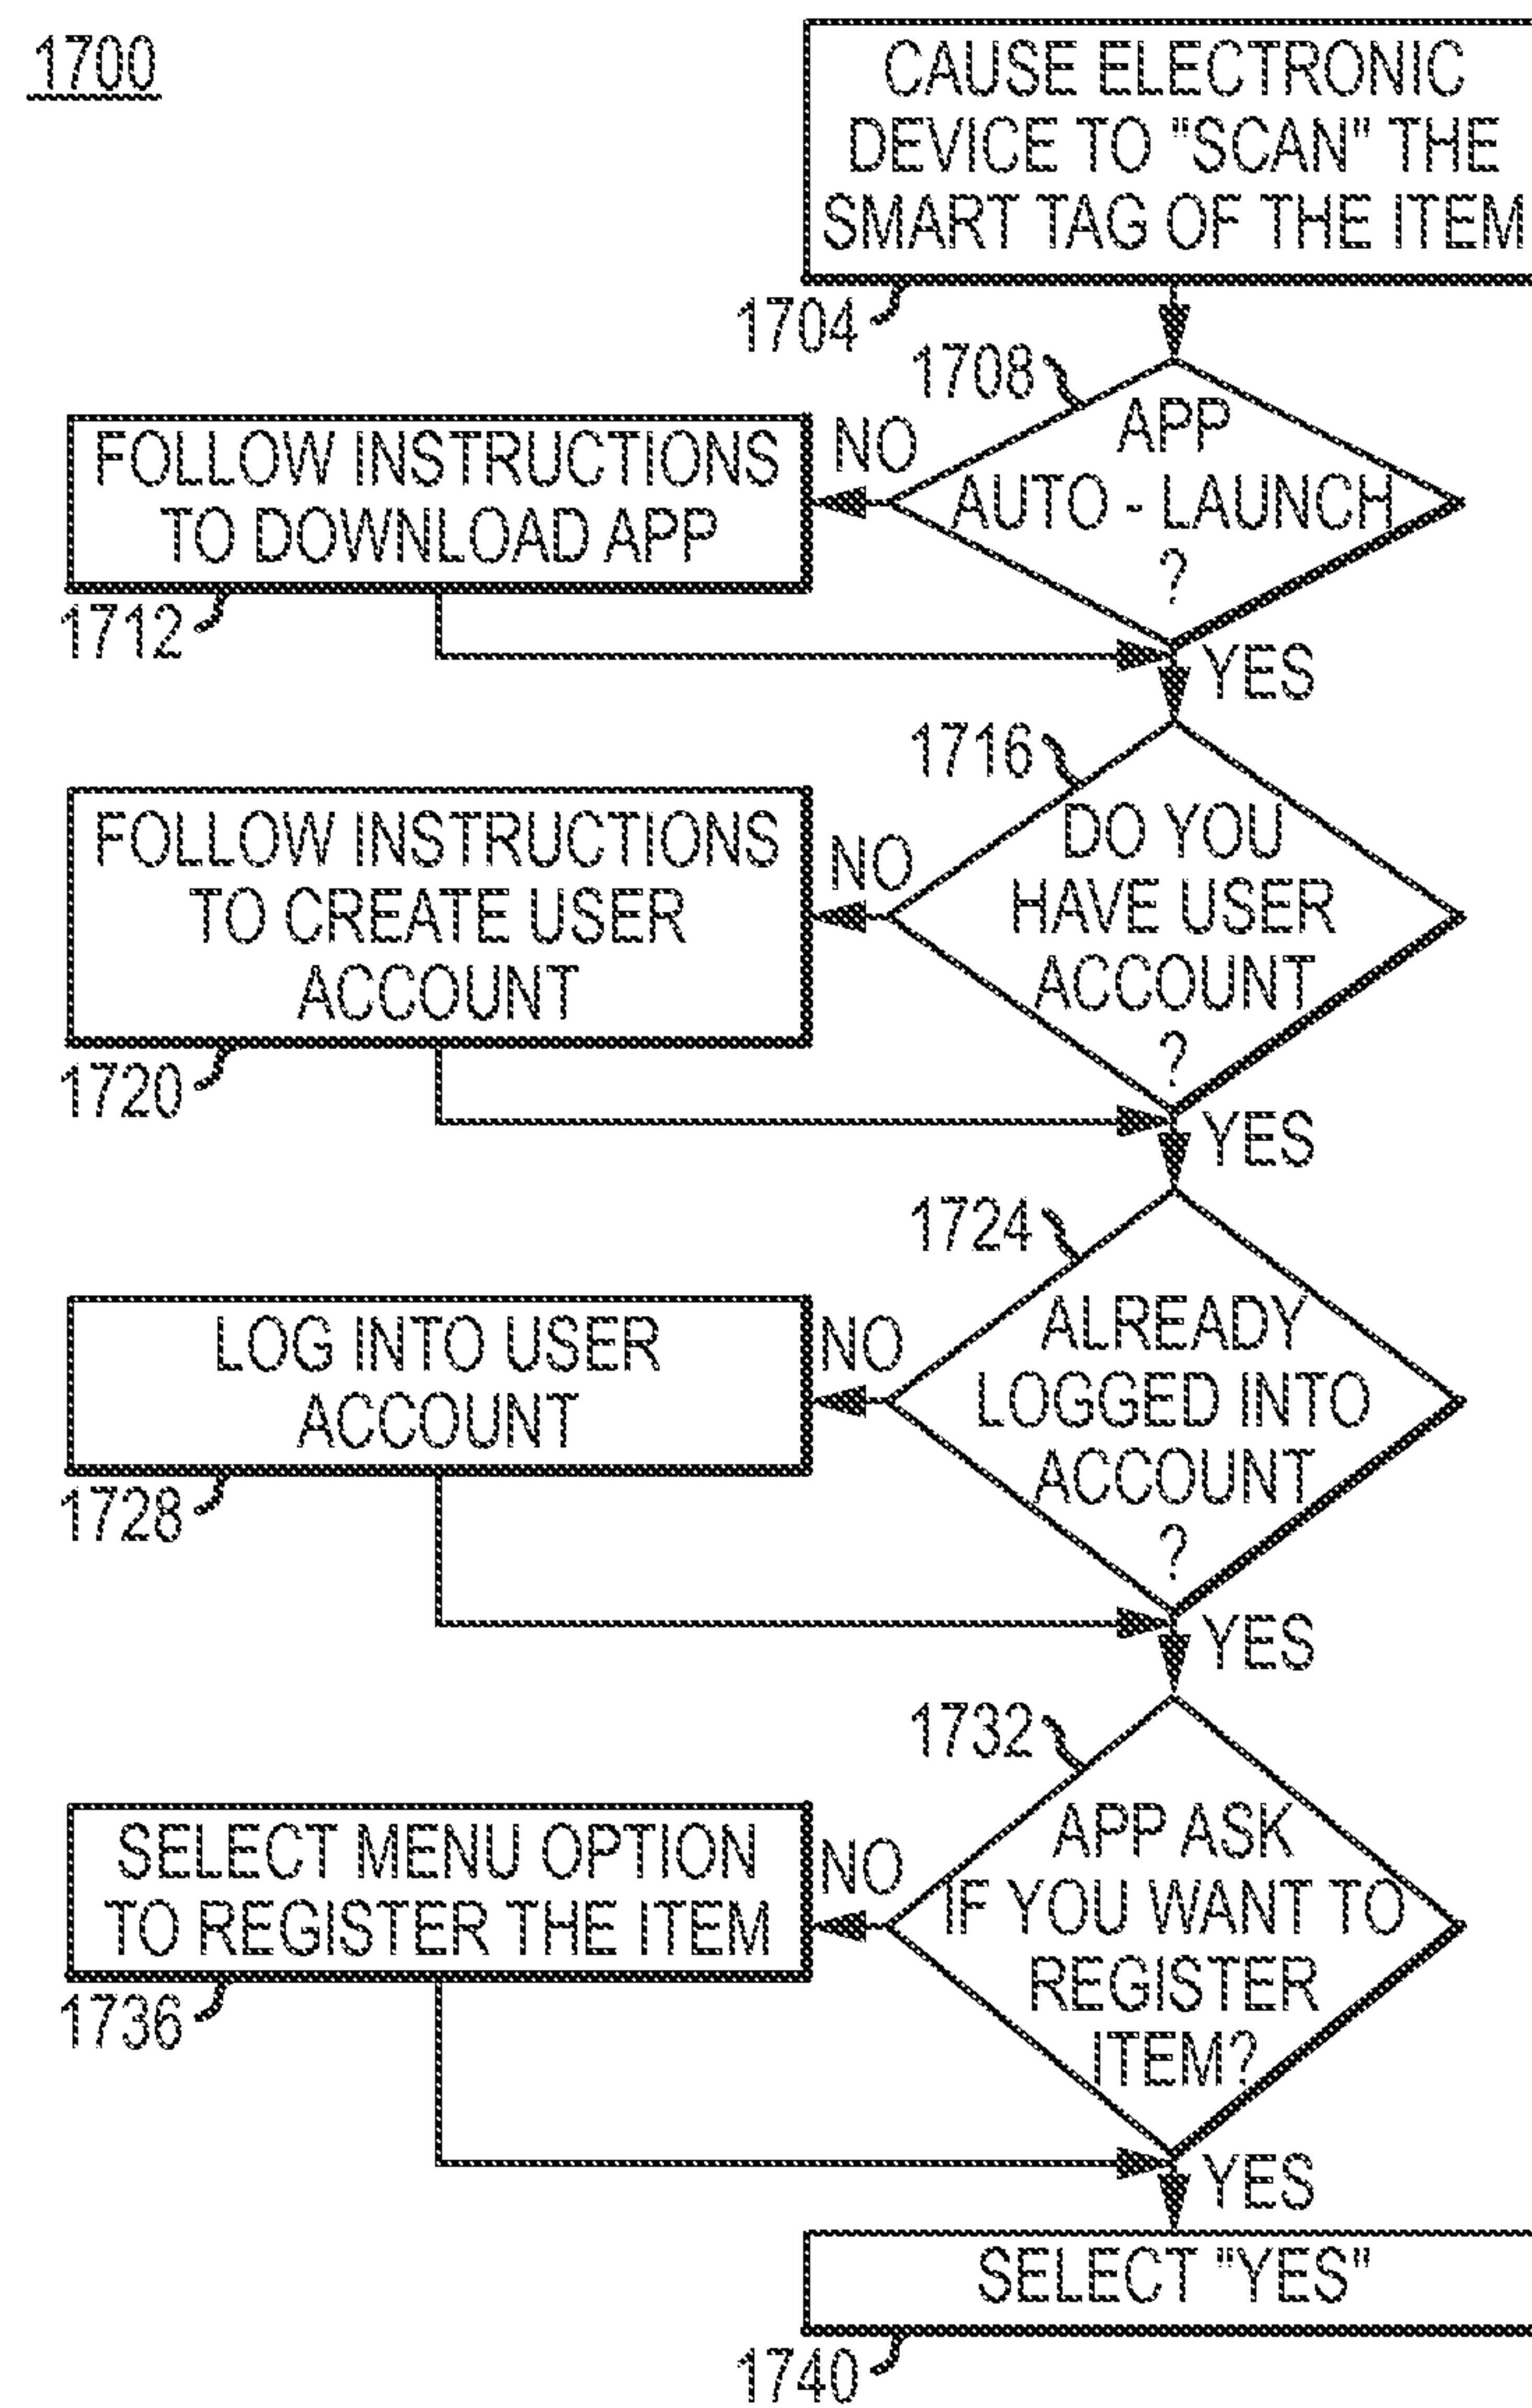 1700
CAUSE ELECTRONIC
DEVICE TO "SCAN" THE
SMART TAG OF THE ITEM
1704
1708
APP
AUTO - LAUNCH
?
NO
FOLLOW INSTRUCTIONS
TO DOWNLOAD APP
1712
YES
1716
DO YOU
HAVE USER
ACCOUNT
?
NO
FOLLOW INSTRUCTIONS
TO CREATE USER
ACCOUNT
1720
YES
1724
ALREADY
LOGGED INTO
ACCOUNT
?
NO
LOG INTO USER
ACCOUNT
1728
YES
1732
APP ASK
IF YOU WANT TO
REGISTER
ITEM?
NO
SELECT MENU OPTION
TO REGISTER THE ITEM
1736
YES
SELECT "YES"
1740